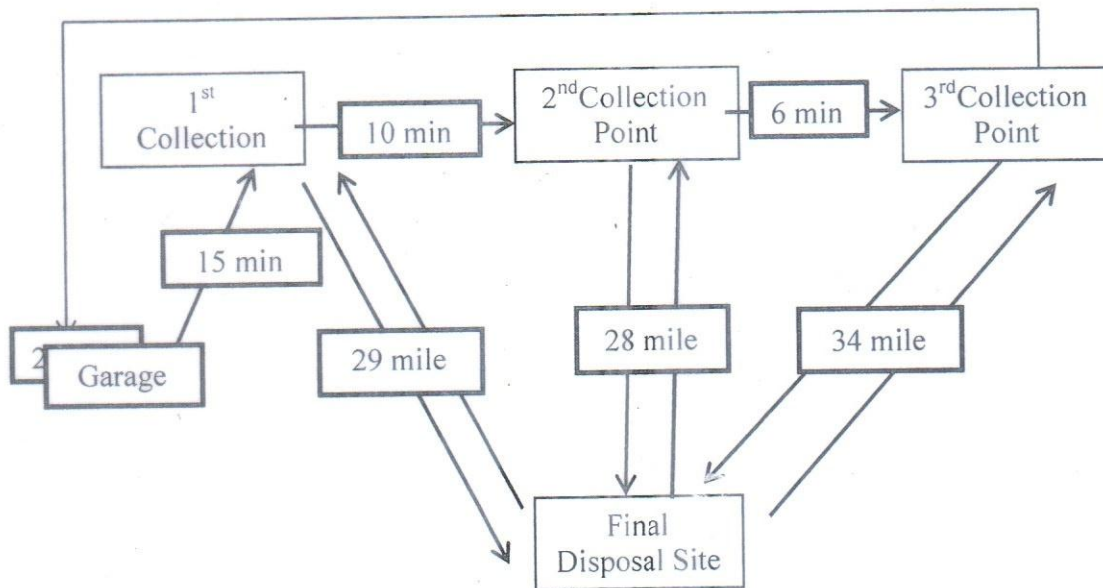 1st
Collection
10 min
2nd Collection
Point
6 min
3rd Collection
Point
15 min
2
Garage
29 mile
28 mile
34 mile
Final
Disposal Site